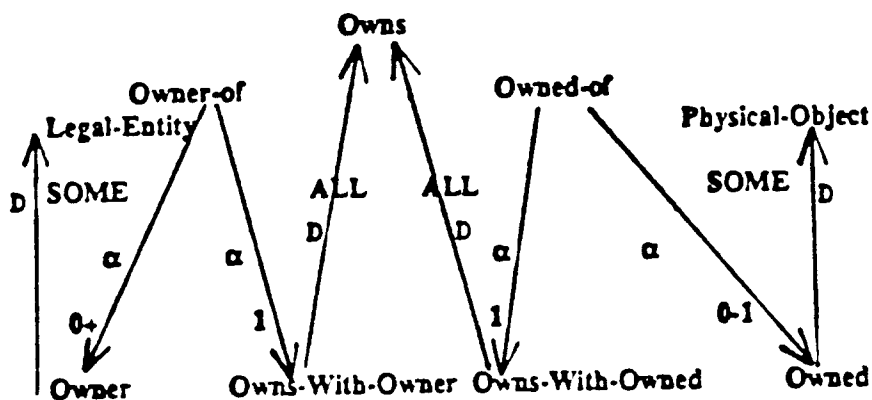 Owns
Owner-of
Owned-of
Legal-Entity
Physical-Object
D SOME
ALL
ALL
SOME D
D
D
α
α
α
α
0+
1
1
0-1
Owner
Owns-With-Owner
Owns-With-Owned
Owned